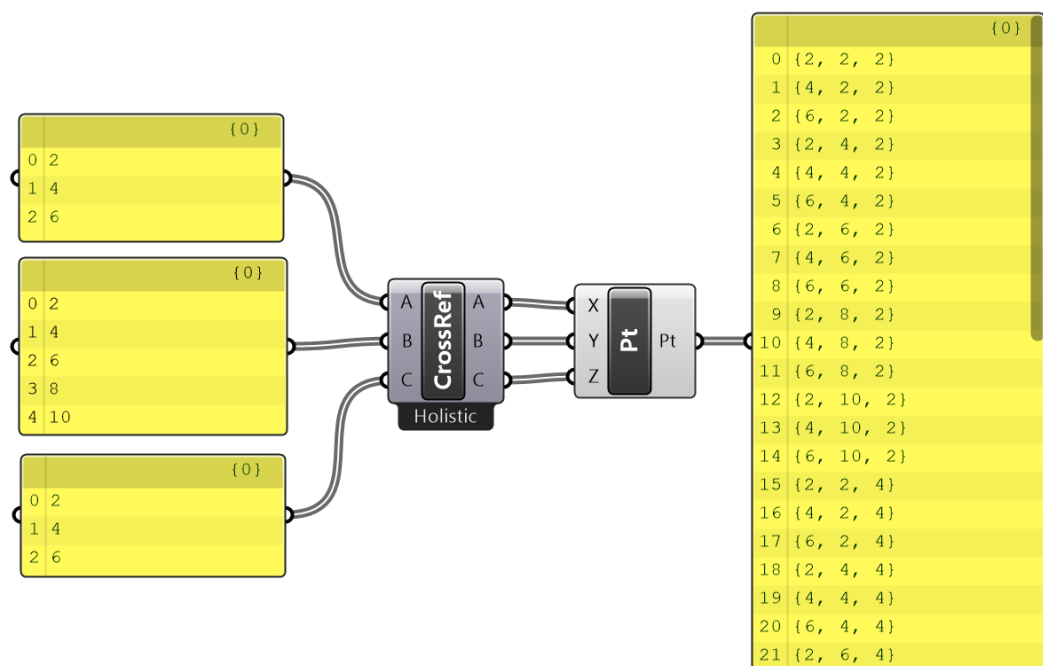 {0}
0 2
1 4
2 6
{0}
0 2
1 4
2 6
3 8
4 10
{0}
0 2
1 4
2 6
A CrossRef A
B B
C C
Holistic
X Pt
Y Pt
Z
{0}
0 {2, 2, 2}
1 {4, 2, 2}
2 {6, 2, 2}
3 {2, 4, 2}
4 {4, 4, 2}
5 {6, 4, 2}
6 {2, 6, 2}
7 {4, 6, 2}
8 {6, 6, 2}
9 {2, 8, 2}
10 {4, 8, 2}
11 {6, 8, 2}
12 {2, 10, 2}
13 {4, 10, 2}
14 {6, 10, 2}
15 {2, 2, 4}
16 {4, 2, 4}
17 {6, 2, 4}
18 {2, 4, 4}
19 {4, 4, 4}
20 {6, 4, 4}
21 {2, 6, 4}